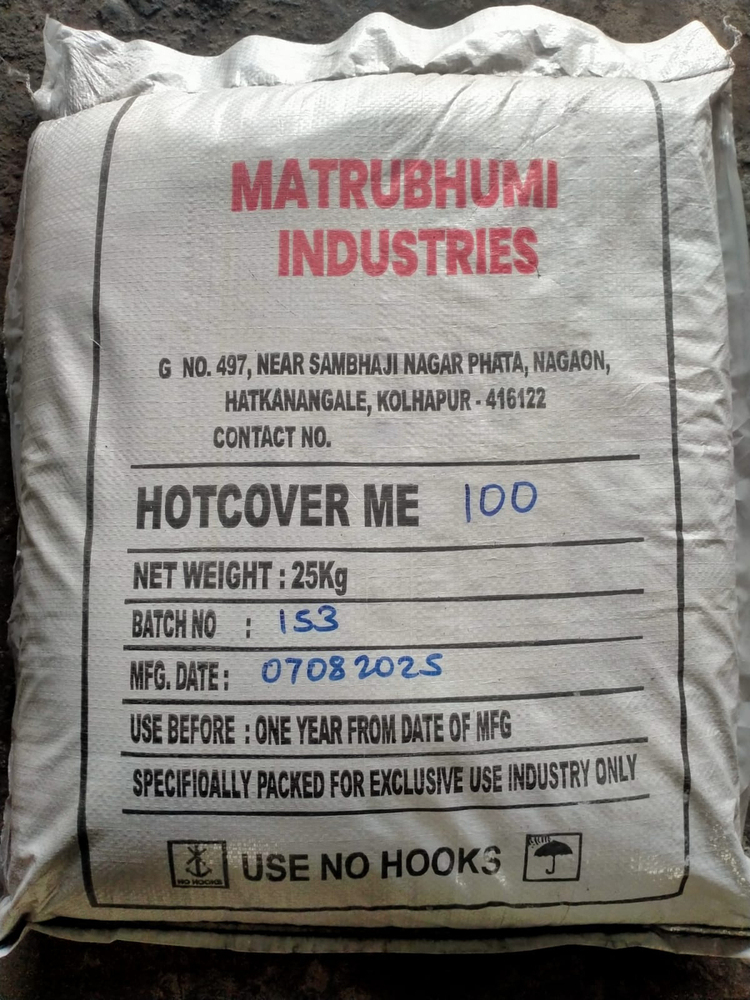 MATRUBHUMI
INDUSTRIES
G NO. 497, NEAR SAMBHAJI NAGAR PHATA, NAGAON,
HATKANANGALE, KOLHAPUR - 416122
CONTACT NO.
HOTCOVER ME 100
NET WEIGHT : 25Kg
BATCH NO : 153
MFG. DATE : 07082025
USE BEFORE : ONE YEAR FROM DATE OF MFG
SPECIFIOALLY PACKED FOR EXCLUSIVE USE INDUSTRY ONLY
NO HOOKS USE NO HOOKS